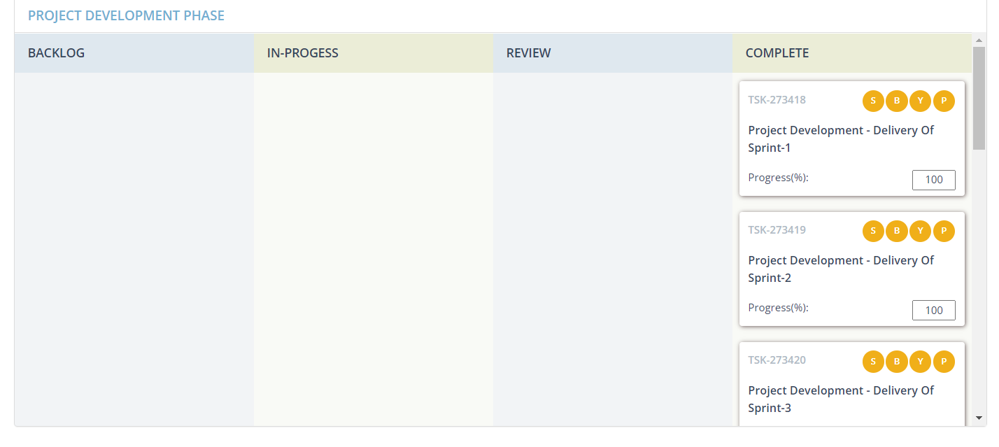 PROJECT DEVELOPMENT PHASE
BACKLOG
IN-PROGESS
REVIEW
COMPLETE
TSK-273418
S B Y P
Project Development - Delivery Of
Sprint-1
Progress(%):
100
TSK-273419
S B Y P
Project Development - Delivery Of
Sprint-2
Progress(%):
100
TSK-273420
S B Y P
Project Development - Delivery Of
Sprint-3